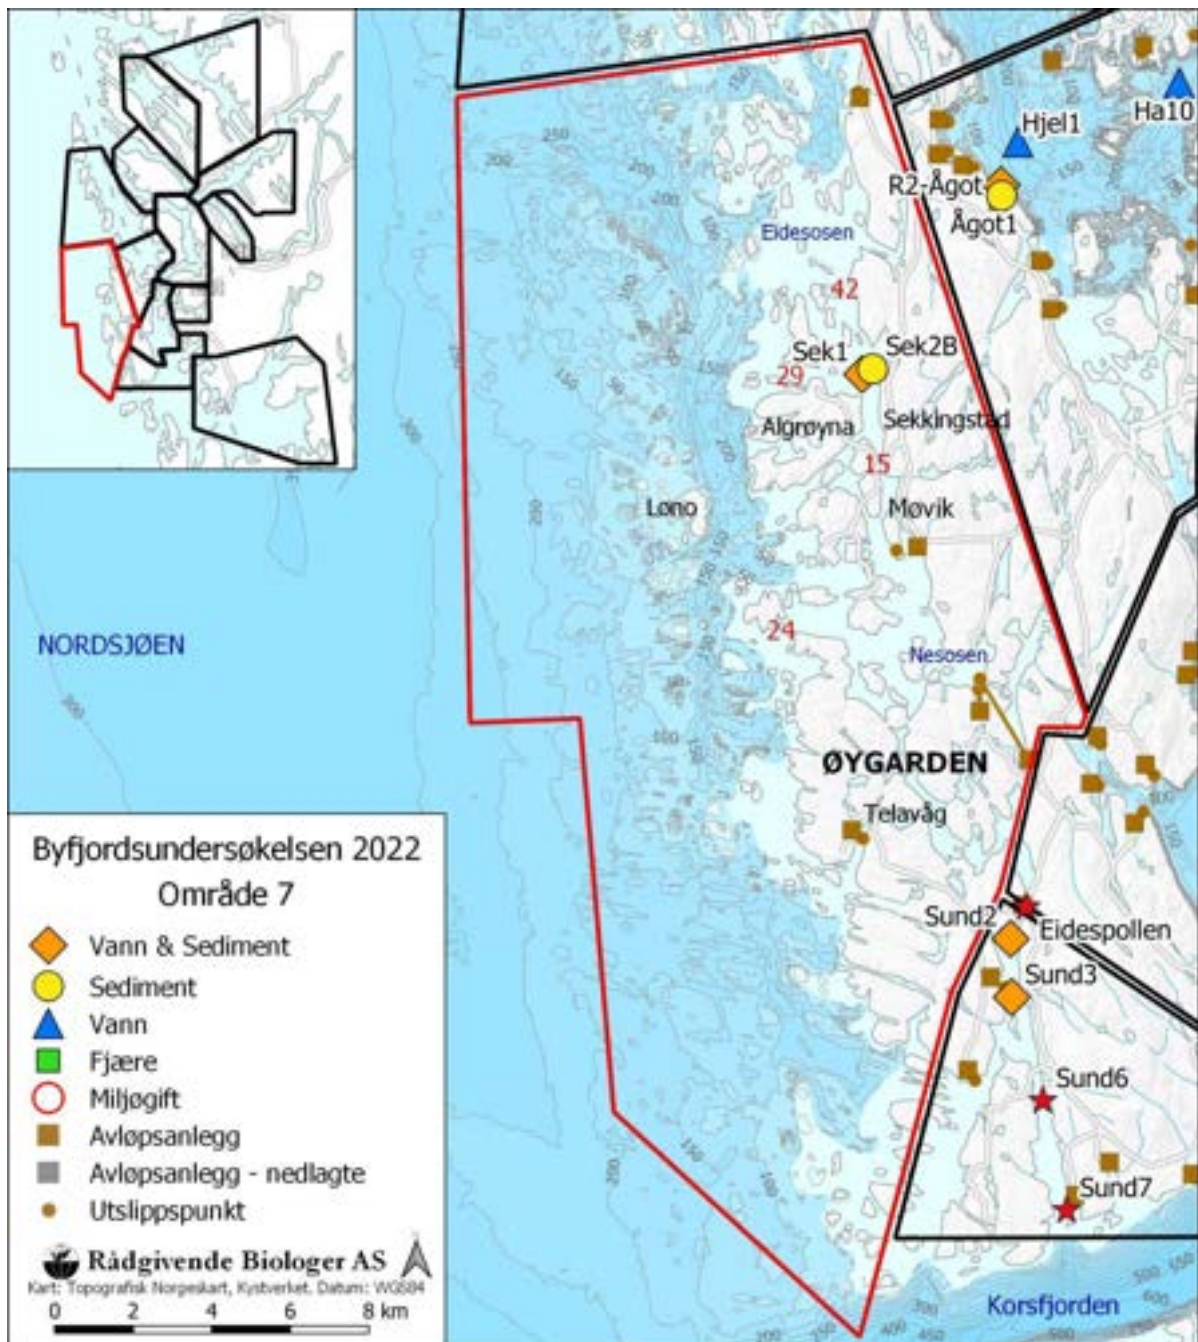 Ha10
Hjel1
R2-Ågot
Ågot1
Eidesosen
42
Sek1
Sek2B
29
Algrøyna
Sekkingstad
15
Lono
Møvik
24
Nesosen
NORDSJØEN
ØYGARDEN
Telavåg
Sund2
Eidespollen
Sund3
Sund6
Sund7
Korsfjorden
Byfjordsundersøkelsen 2022
Område 7
Vann & Sediment
Sediment
Vann
Fjære
Miljøgift
Avløpsanlegg
Avløpsanlegg - nedlagte
Utslippspunkt
Rådgivende Biologer AS
Kart: Topografisk Norgeskart, Kystverket. Datum: WGS84
0 2 4 6 8 km